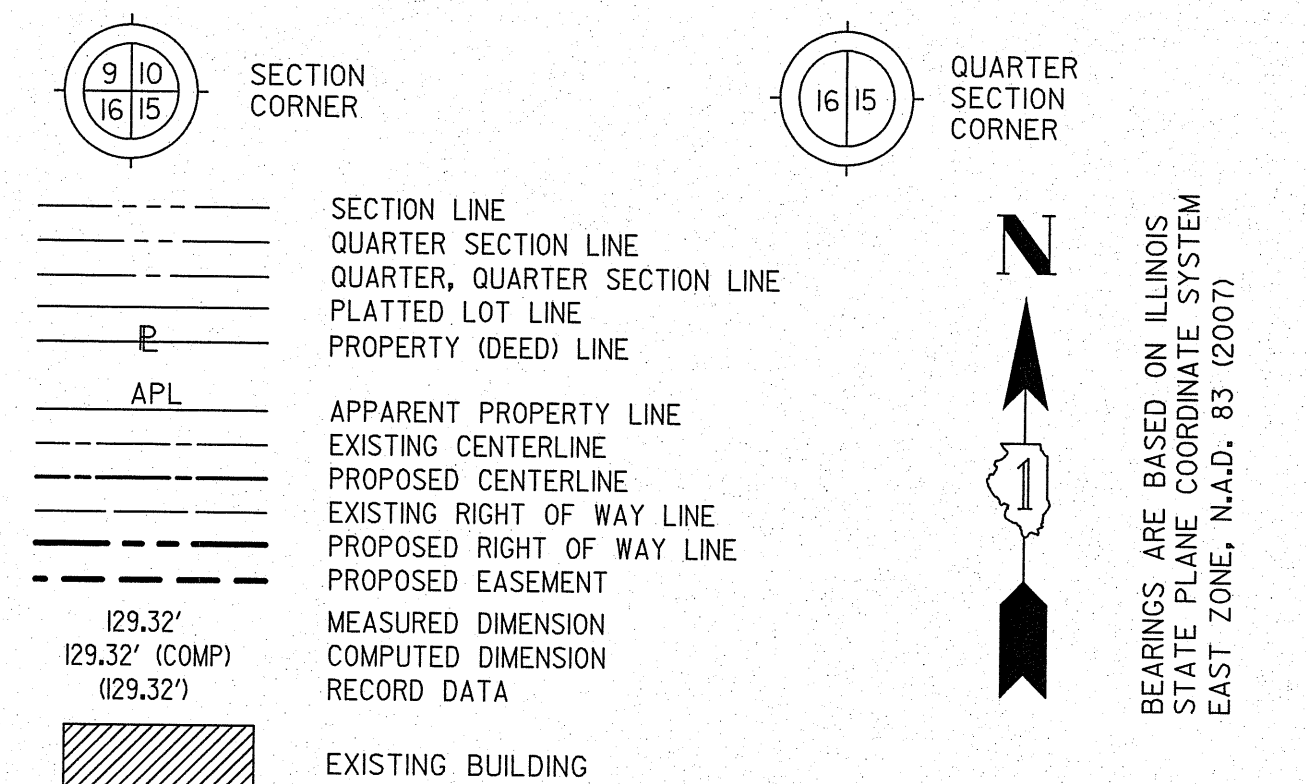 9 10
16 15
SECTION
CORNER
16 15
QUARTER
SECTION
CORNER
SECTION LINE
QUARTER SECTION LINE
QUARTER, QUARTER SECTION LINE
PLATTED LOT LINE
PL PROPERTY (DEED) LINE
APL APPARENT PROPERTY LINE
EXISTING CENTERLINE
PROPOSED CENTERLINE
EXISTING RIGHT OF WAY LINE
PROPOSED RIGHT OF WAY LINE
PROPOSED EASEMENT
129.32' MEASURED DIMENSION
129.32' (COMP) COMPUTED DIMENSION
(129.32') RECORD DATA
EXISTING BUILDING
N
1
BEARINGS ARE BASED ON ILLINOIS
STATE PLANE COORDINATE SYSTEM
EAST ZONE, N.A.D. 83 (2007)